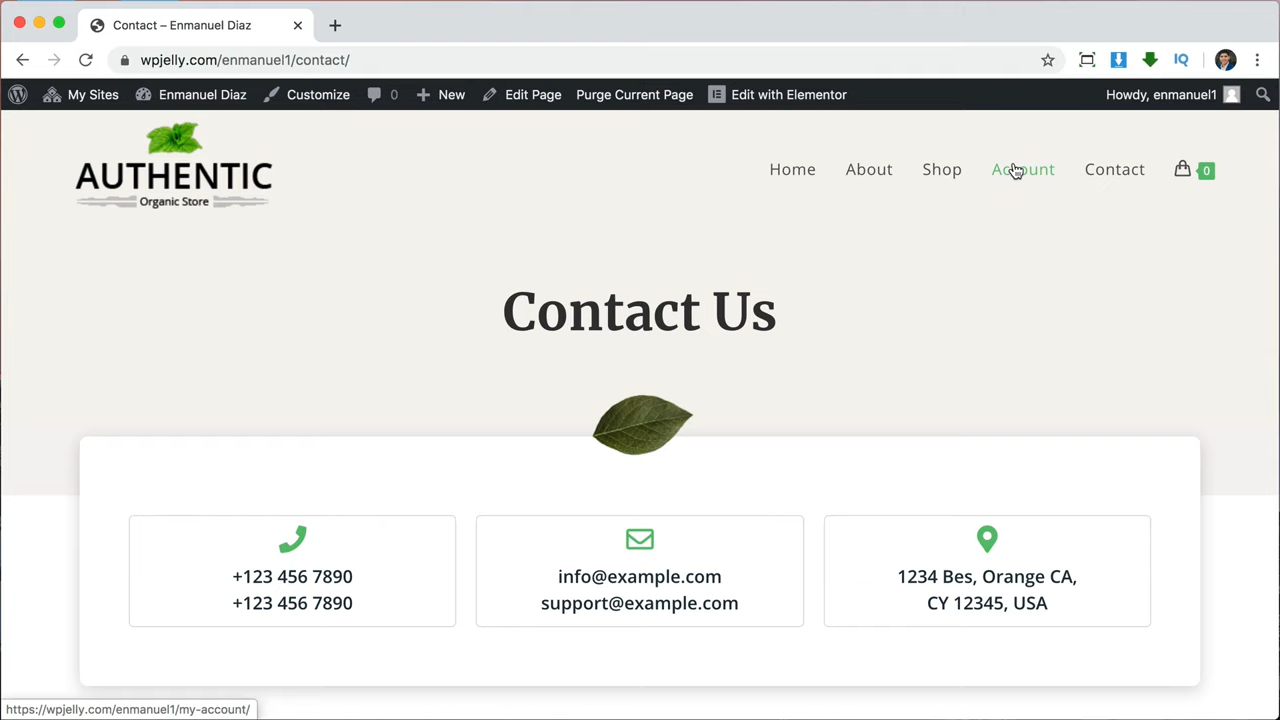 Contact – Enmanuel Diaz
wpjelly.com/enmanuel1/contact/
IQ
My Sites Enmanuel Diaz Customize 0 New Edit Page Purge Current Page Edit with Elementor Howdy, enmanuel1
AUTHENTIC
Organic Store
Home About Shop Account Contact 0
Contact Us
+123 456 7890
+123 456 7890
info@example.com
support@example.com
1234 Bes, Orange CA,
CY 12345, USA
https://wpjelly.com/enmanuel1/my-account/